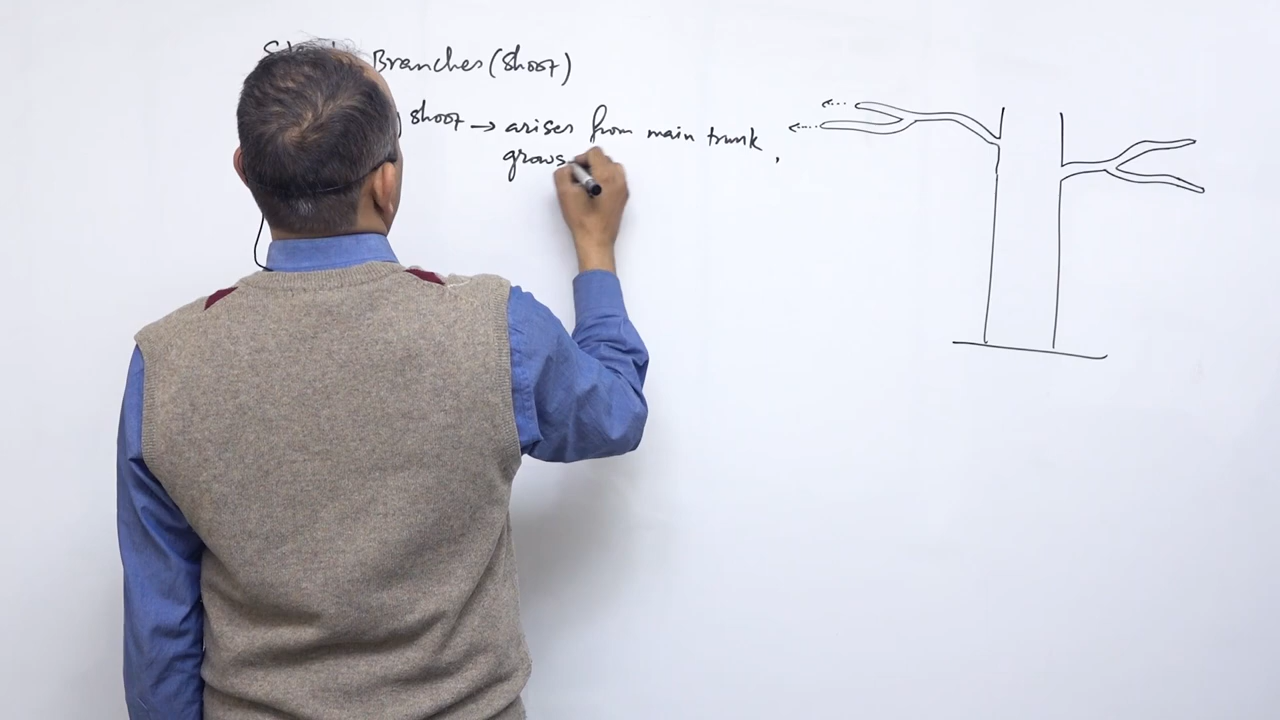 Branches (Shoot)
shoot → arises from main trunk
grows